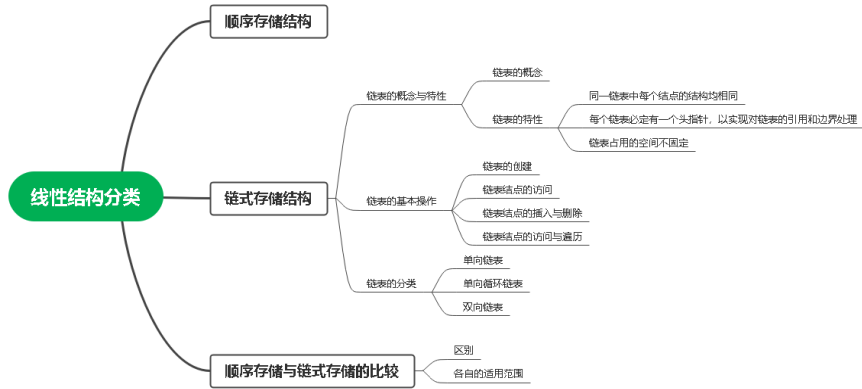 线性结构分类
顺序存储结构
链式存储结构
链表的概念与特性
链表的概念
链表的特性
同一链表中每个结点的结构均相同
每个链表必定有一个头指针，以实现对链表的引用和边界处理
链表占用的空间不固定
链表的基本操作
链表的创建
链表结点的访问
链表结点的插入与删除
链表结点的访问与遍历
链表的分类
单向链表
单向循环链表
双向链表
顺序存储与链式存储的比较
区别
各自的适用范围